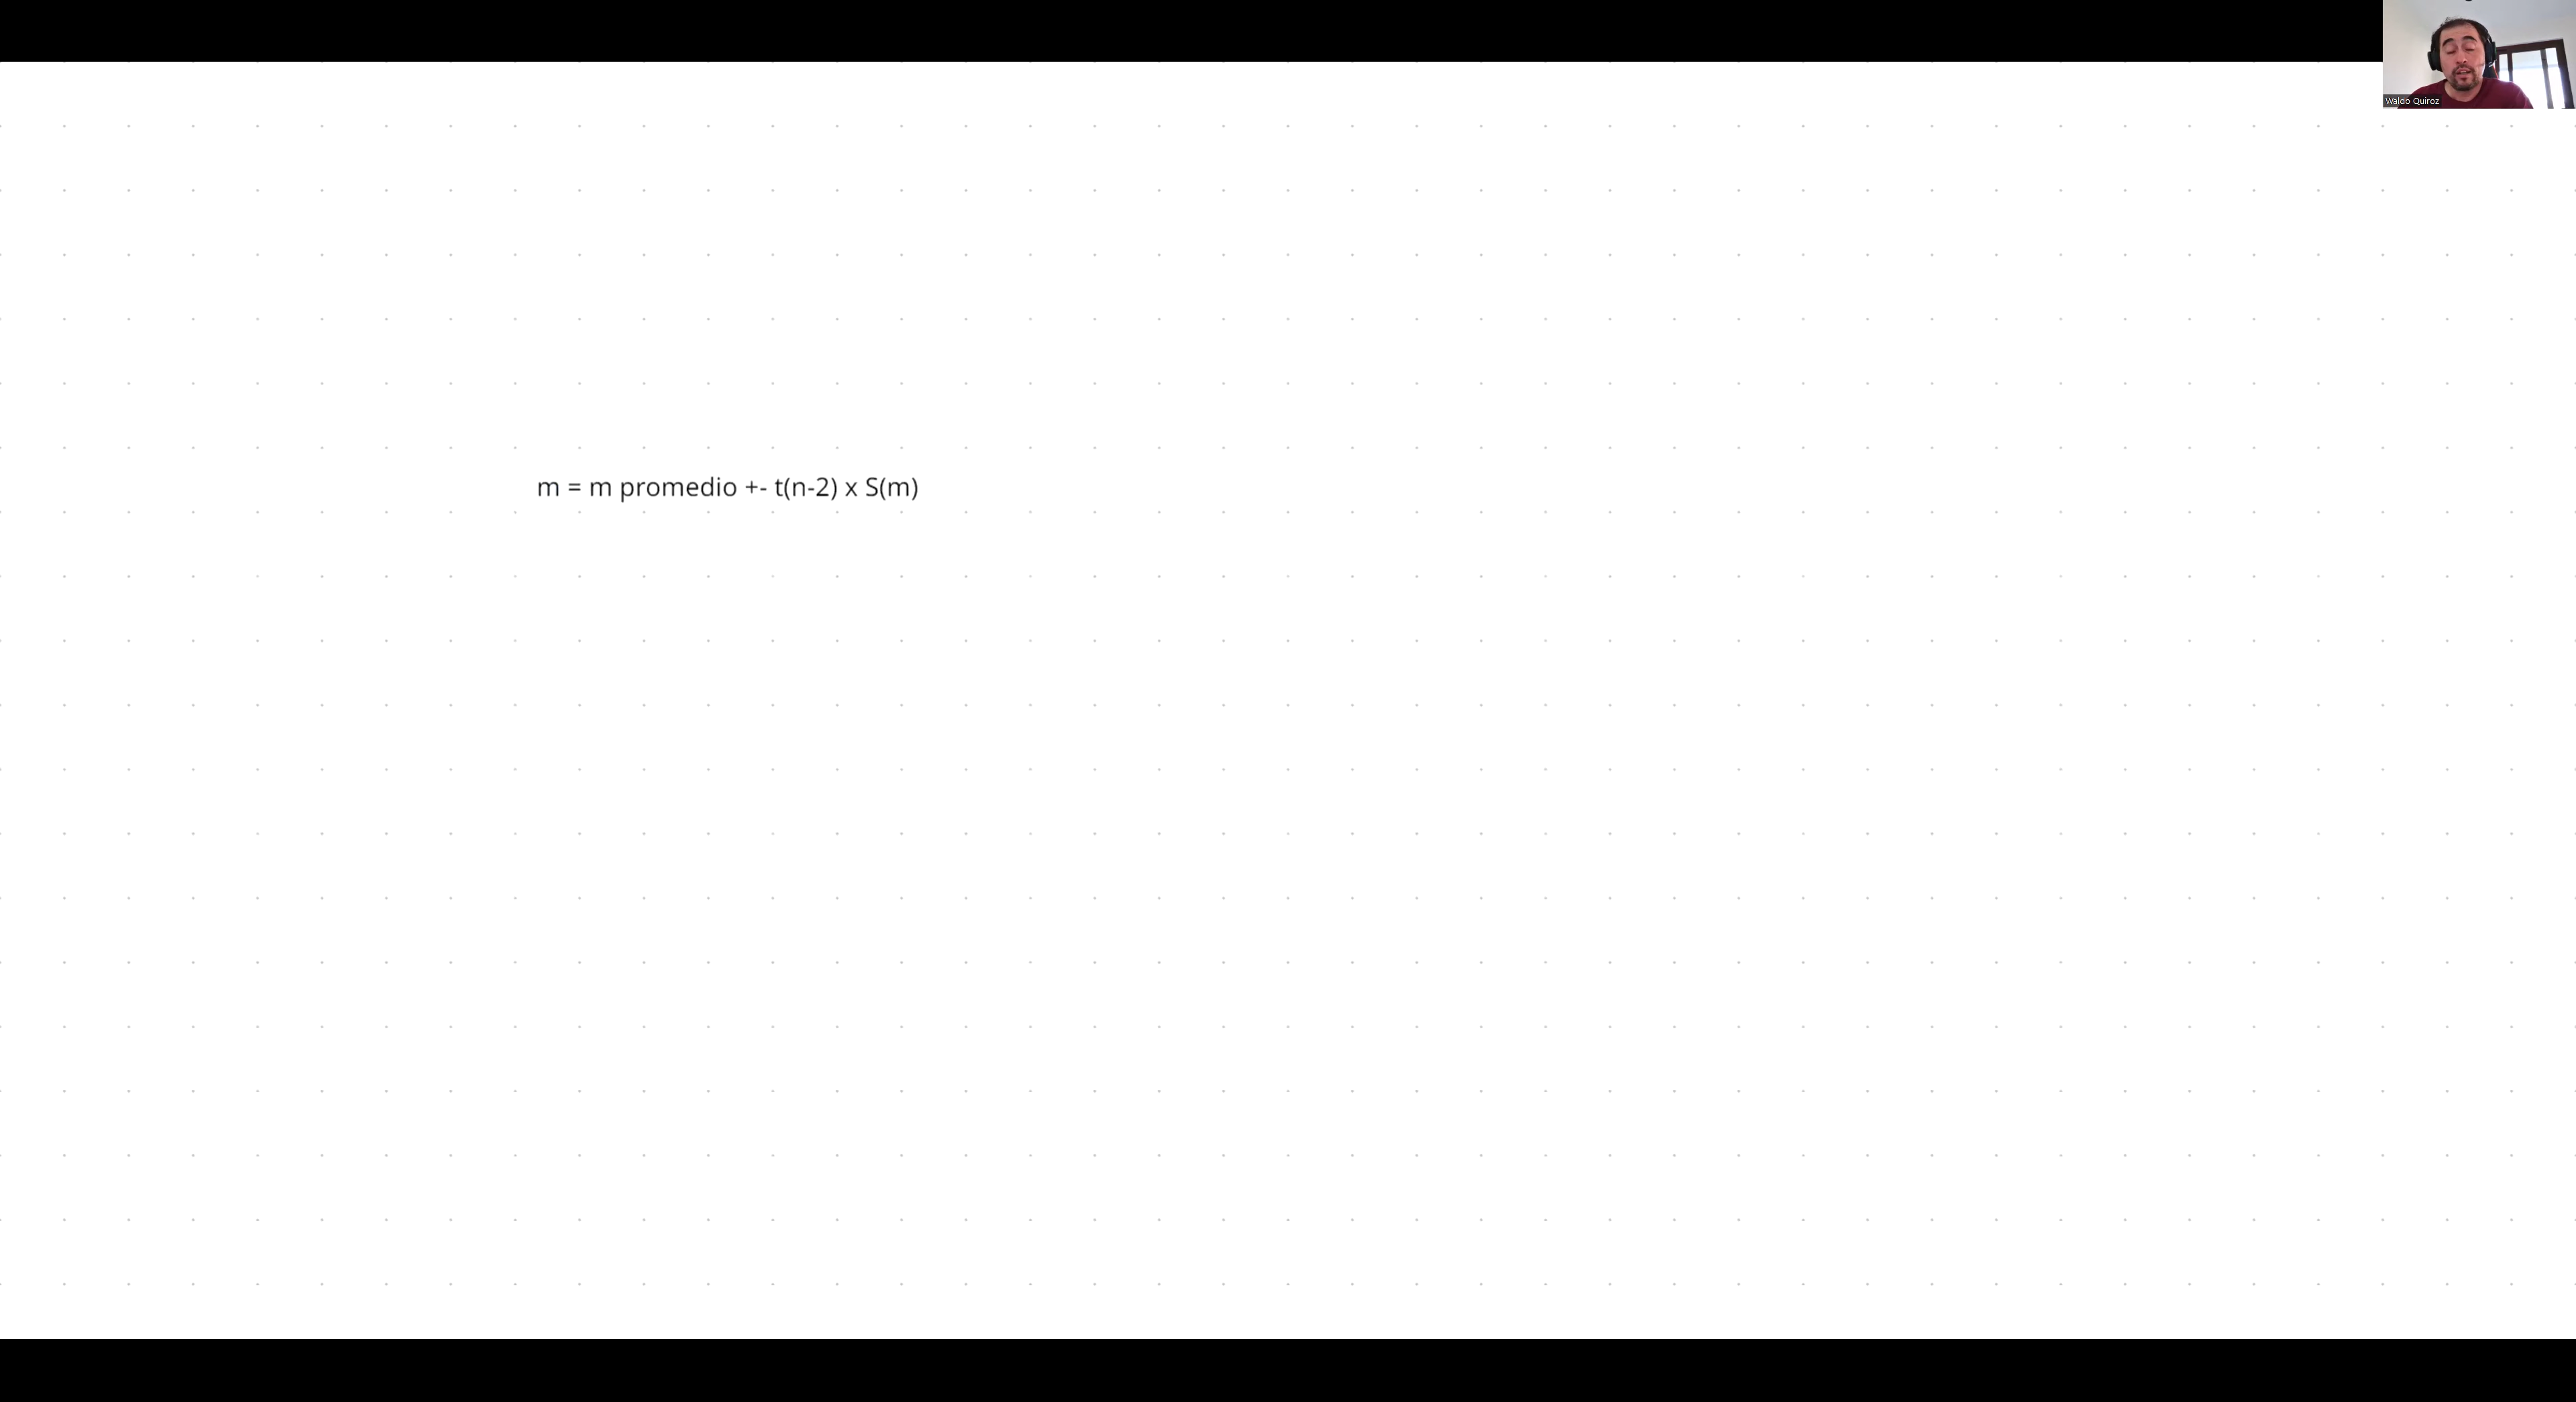 Waldo Quiroz
m = m promedio +- t(n-2) x S(m)